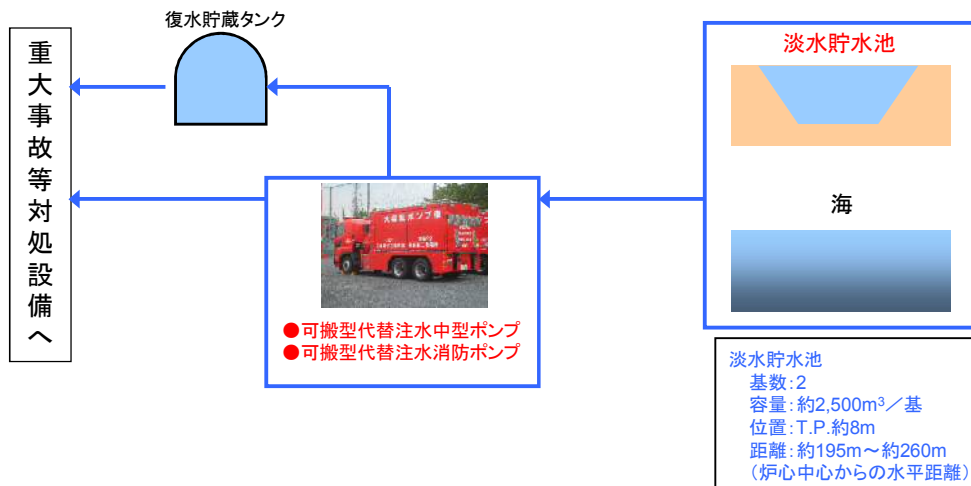 復水貯蔵タンク
重大事故等対処設備へ
淡水貯水池
海
●可搬型代替注水中型ポンプ
●可搬型代替注水消防ポンプ
淡水貯水池
基数：2
容量：約2,500m³／基
位置：T.P.約8m
距離：約195m～約260m
（炉心中心からの水平距離）